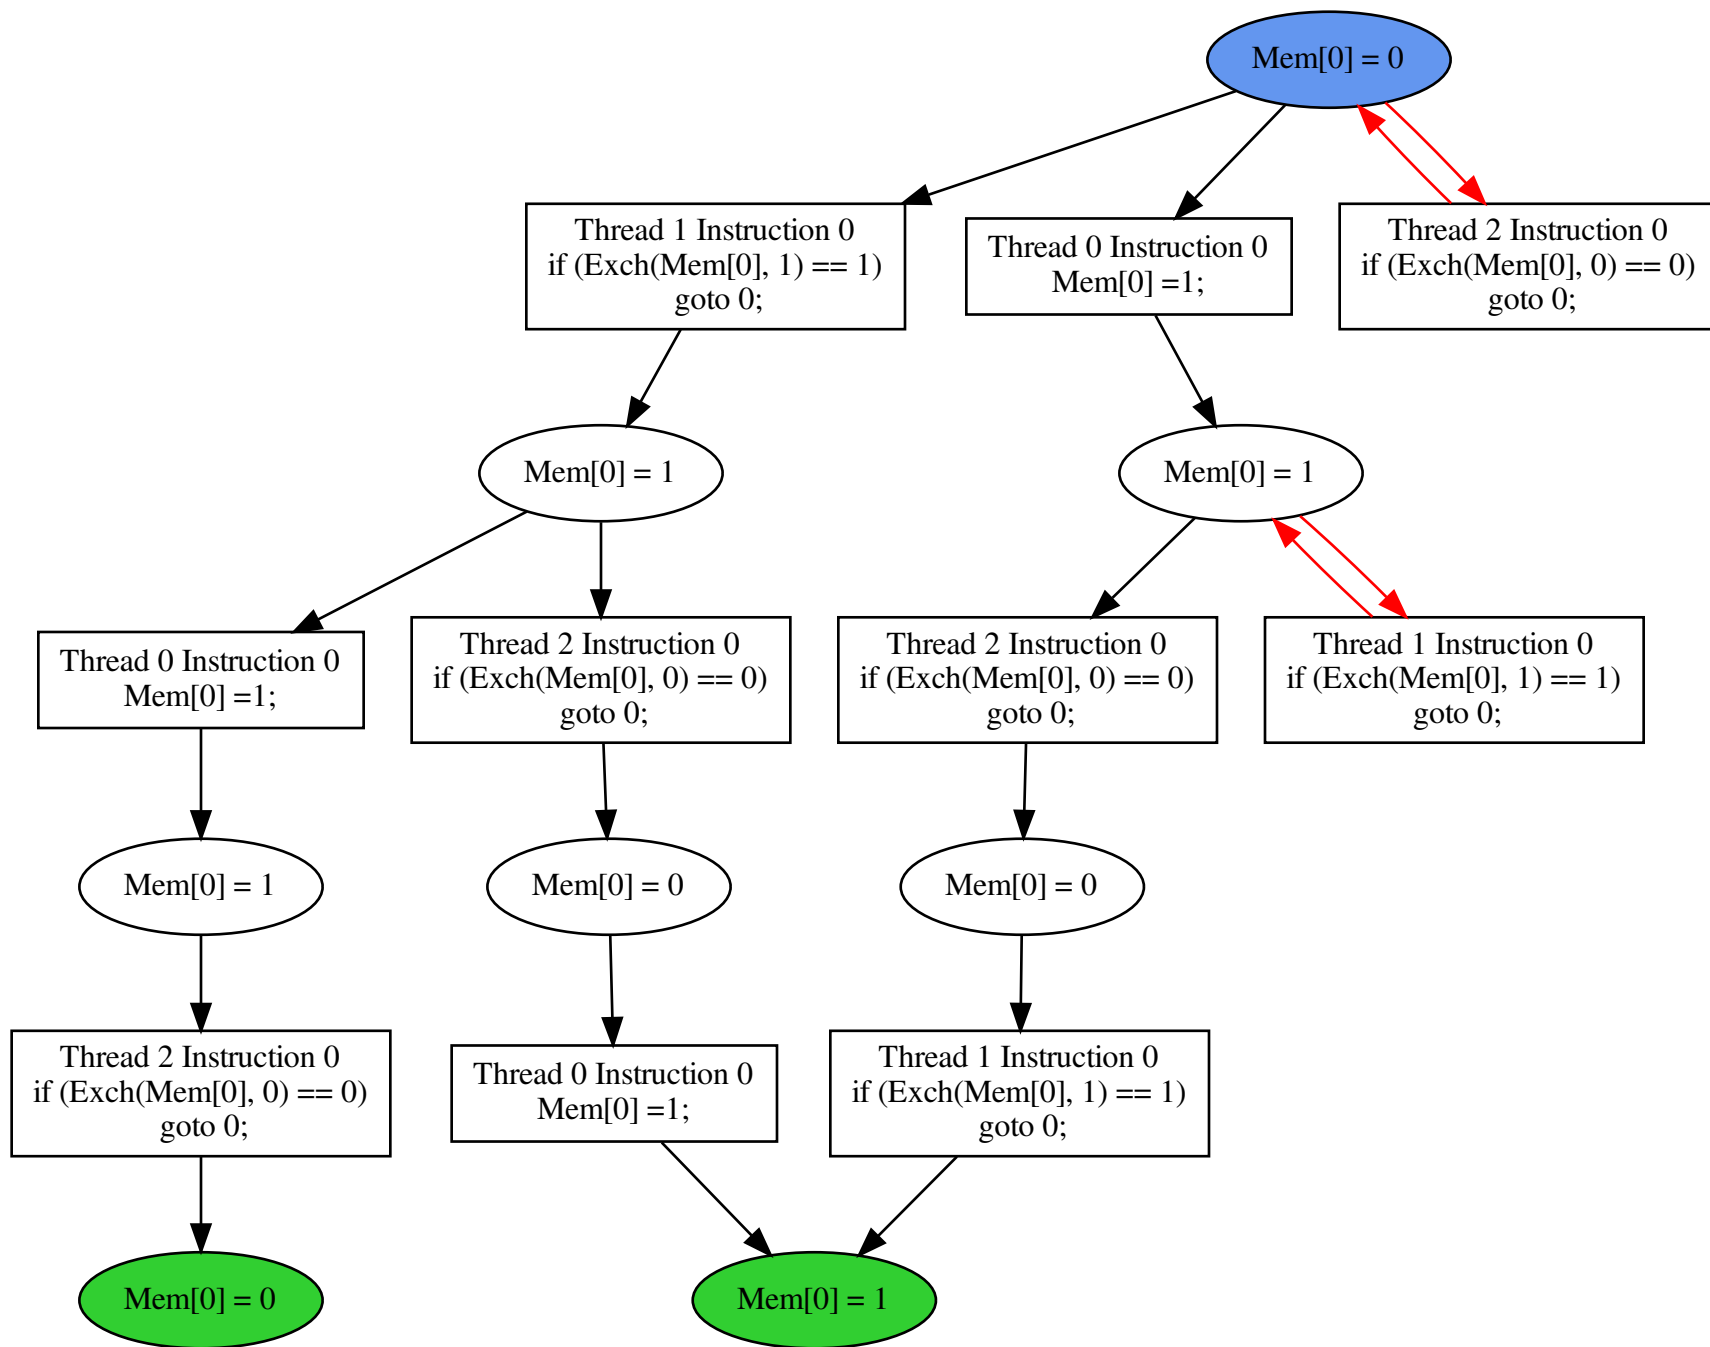 Mem[0] = 0
Thread 1 Instruction 0
if (Exch(Mem[0], 1) == 1)
goto 0;
Thread 0 Instruction 0
Mem[0] =1;
Thread 2 Instruction 0
if (Exch(Mem[0], 0) == 0)
goto 0;
Mem[0] = 1
Mem[0] = 1
Thread 0 Instruction 0
Mem[0] =1;
Thread 2 Instruction 0
if (Exch(Mem[0], 0) == 0)
goto 0;
Thread 2 Instruction 0
if (Exch(Mem[0], 0) == 0)
goto 0;
Thread 1 Instruction 0
if (Exch(Mem[0], 1) == 1)
goto 0;
Mem[0] = 1
Mem[0] = 0
Mem[0] = 0
Thread 2 Instruction 0
if (Exch(Mem[0], 0) == 0)
goto 0;
Thread 0 Instruction 0
Mem[0] =1;
Thread 1 Instruction 0
if (Exch(Mem[0], 1) == 1)
goto 0;
Mem[0] = 0
Mem[0] = 1